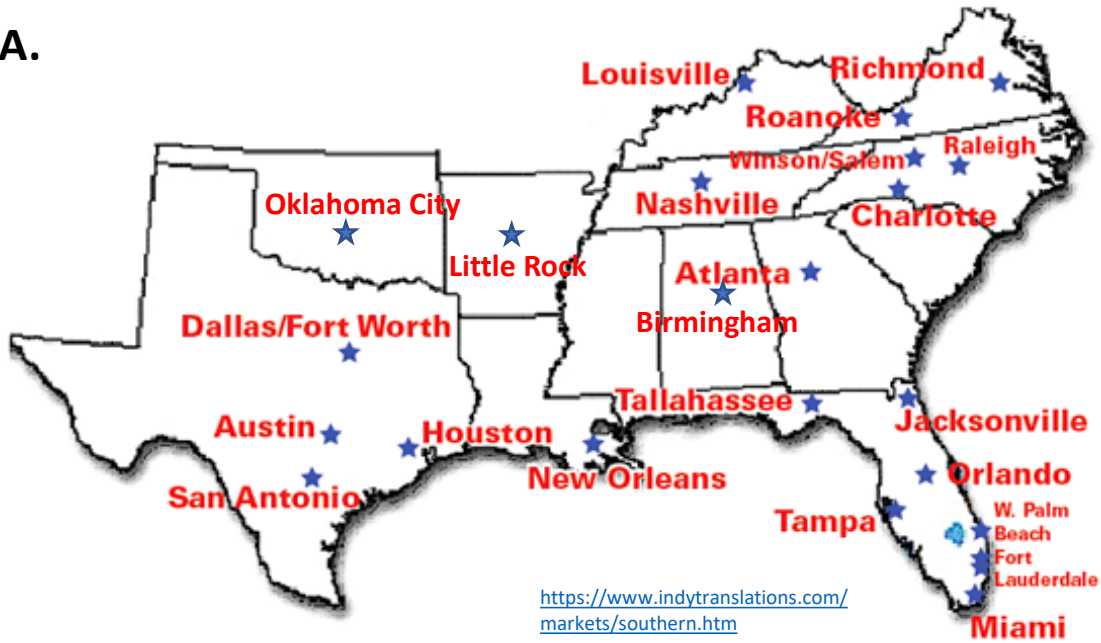 A.
Louisville
Richmond
Roanoke
Winson/Salem
Raleigh
Nashville
Charlotte
Oklahoma City
Little Rock
Atlanta
Birmingham
Dallas/Fort Worth
Tallahassee
Jacksonville
Austin
Houston
New Orleans
San Antonio
Orlando
Tampa
W. Palm
Beach
Fort
Lauderdale
Miami
https://www.indytranslations.com/
markets/southern.htm